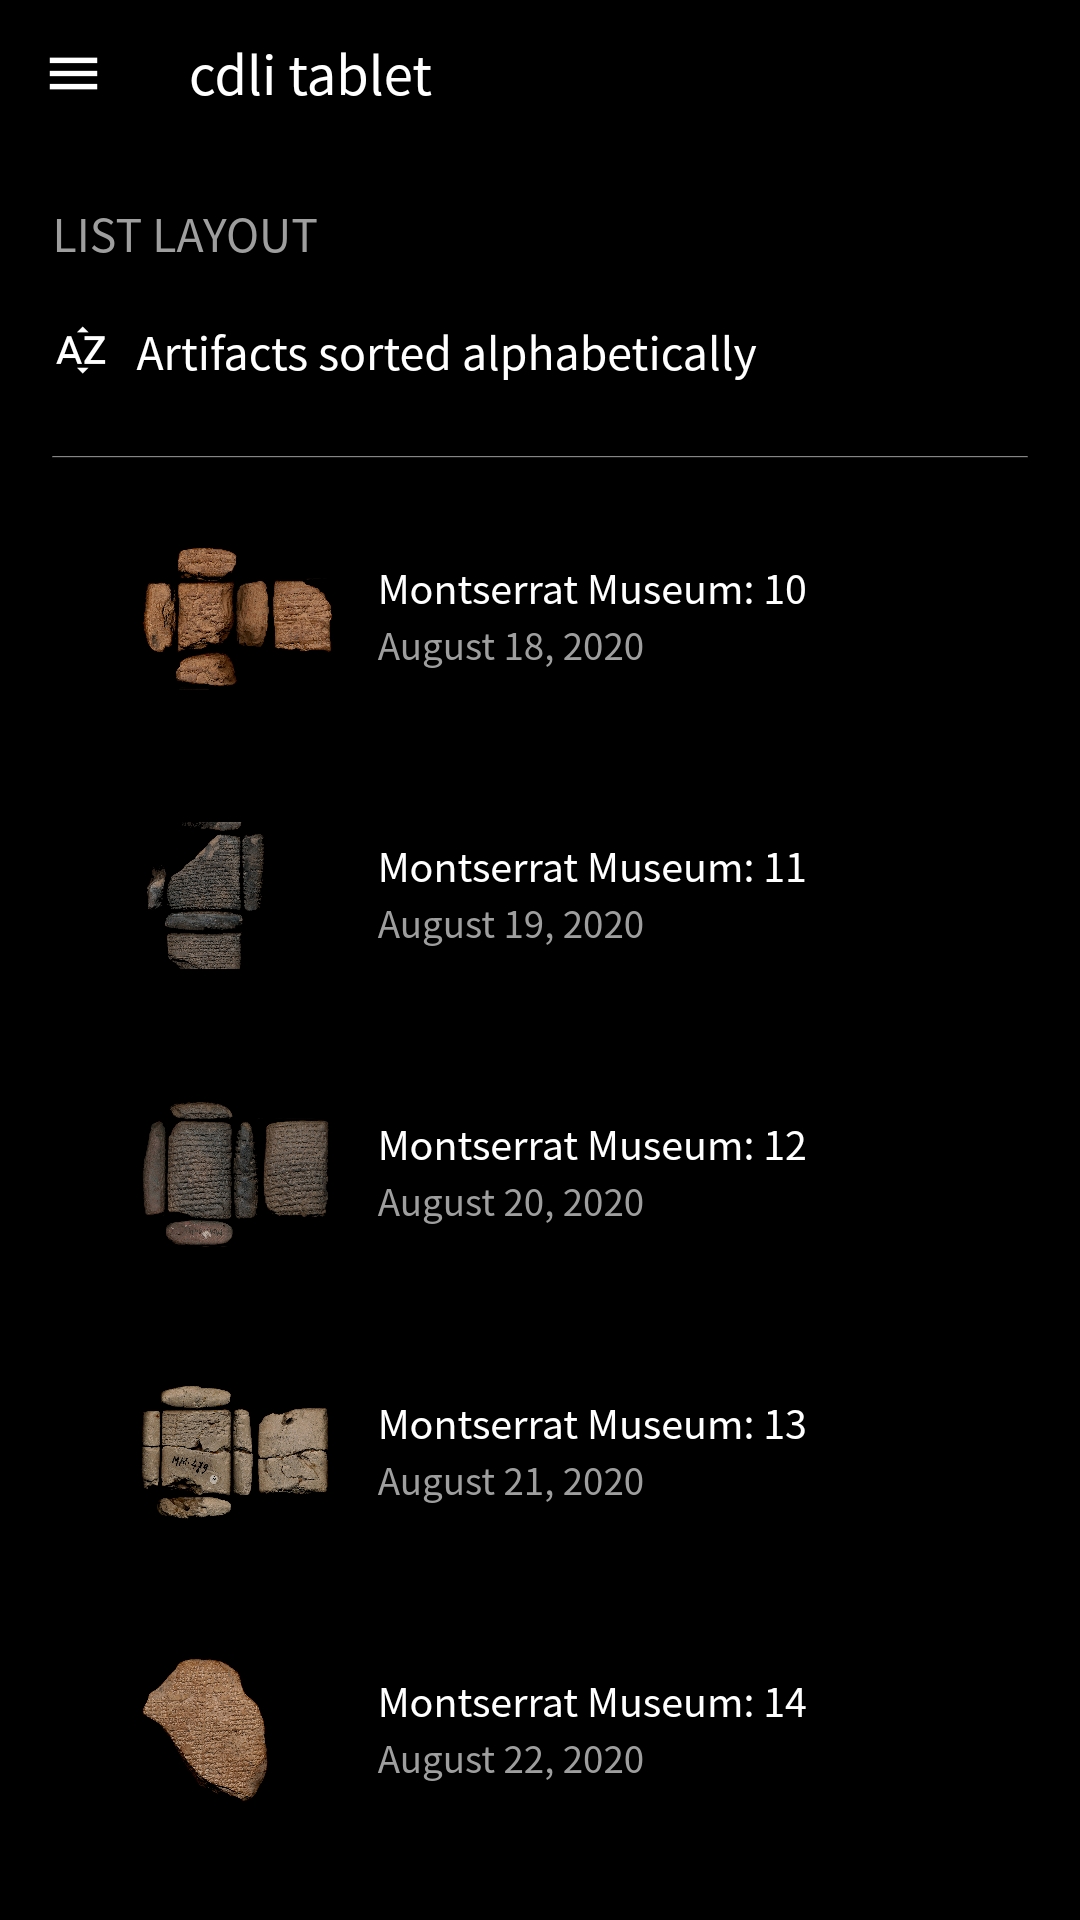 cdli tablet
LIST LAYOUT
AZ Artifacts sorted alphabetically
Montserrat Museum: 10
August 18, 2020
Montserrat Museum: 11
August 19, 2020
Montserrat Museum: 12
August 20, 2020
Montserrat Museum: 13
August 21, 2020
Montserrat Museum: 14
August 22, 2020